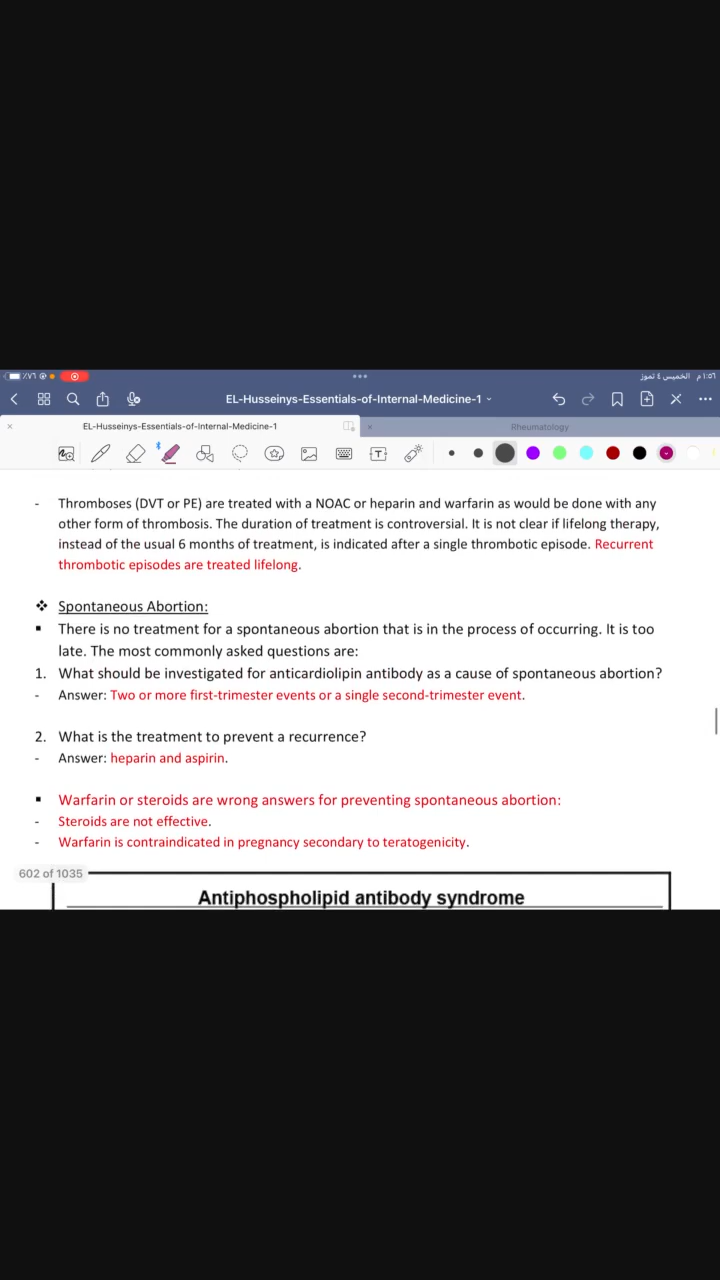 ٪٧٦
١:٥٦ م الخميس ٤ تموز
EL-Husseinys-Essentials-of-Internal-Medicine-1
EL-Husseinys-Essentials-of-Internal-Medicine-1
Rheumatology
- Thromboses (DVT or PE) are treated with a NOAC or heparin and warfarin as would be done with any
other form of thrombosis. The duration of treatment is controversial. It is not clear if lifelong therapy,
instead of the usual 6 months of treatment, is indicated after a single thrombotic episode. Recurrent
thrombotic episodes are treated lifelong.
❖ Spontaneous Abortion:
▪ There is no treatment for a spontaneous abortion that is in the process of occurring. It is too
late. The most commonly asked questions are:
1. What should be investigated for anticardiolipin antibody as a cause of spontaneous abortion?
- Answer: Two or more first-trimester events or a single second-trimester event.
2. What is the treatment to prevent a recurrence?
- Answer: heparin and aspirin.
▪ Warfarin or steroids are wrong answers for preventing spontaneous abortion:
- Steroids are not effective.
- Warfarin is contraindicated in pregnancy secondary to teratogenicity.
602 of 1035
Antiphospholipid antibody syndrome